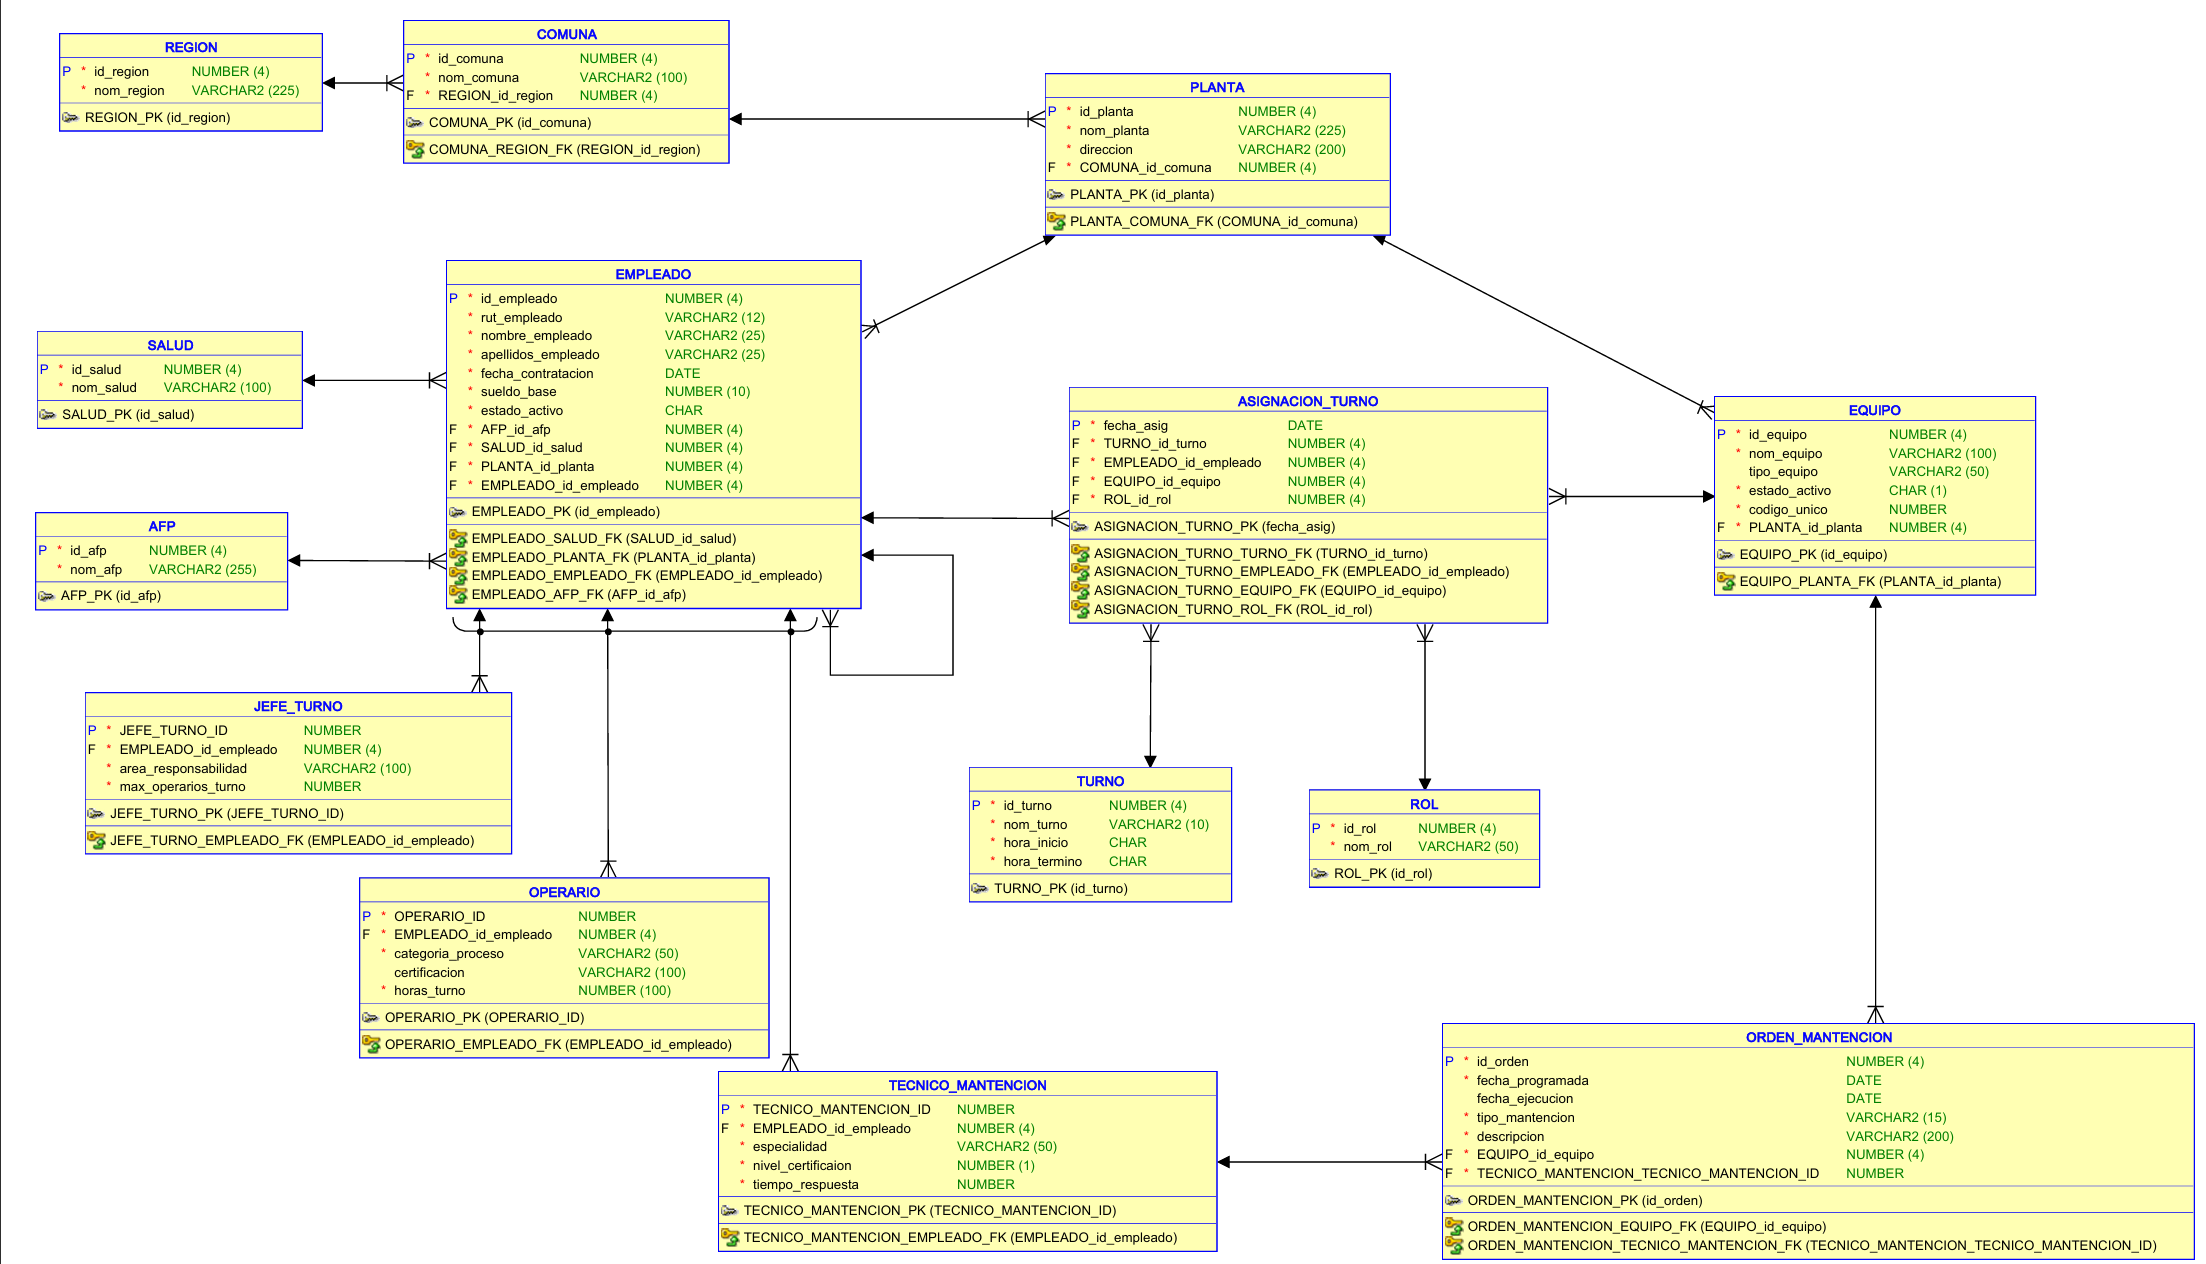 REGION
P * id_region NUMBER (4)
* nom_region VARCHAR2 (225)
REGION_PK (id_region)
COMUNA
P * id_comuna NUMBER (4)
* nom_comuna VARCHAR2 (100)
F * REGION_id_region NUMBER (4)
COMUNA_PK (id_comuna)
COMUNA_REGION_FK (REGION_id_region)
PLANTA
P * id_planta NUMBER (4)
* nom_planta VARCHAR2 (225)
* direccion VARCHAR2 (200)
F * COMUNA_id_comuna NUMBER (4)
PLANTA_PK (id_planta)
PLANTA_COMUNA_FK (COMUNA_id_comuna)
EMPLEADO
P * id_empleado NUMBER (4)
* rut_empleado VARCHAR2 (12)
* nombre_empleado VARCHAR2 (25)
* apellidos_empleado VARCHAR2 (25)
* fecha_contratacion DATE
* sueldo_base NUMBER (10)
* estado_activo CHAR
F * AFP_id_afp NUMBER (4)
F * SALUD_id_salud NUMBER (4)
F * PLANTA_id_planta NUMBER (4)
F * EMPLEADO_id_empleado NUMBER (4)
EMPLEADO_PK (id_empleado)
EMPLEADO_SALUD_FK (SALUD_id_salud)
EMPLEADO_PLANTA_FK (PLANTA_id_planta)
EMPLEADO_EMPLEADO_FK (EMPLEADO_id_empleado)
EMPLEADO_AFP_FK (AFP_id_afp)
SALUD
P * id_salud NUMBER (4)
* nom_salud VARCHAR2 (100)
SALUD_PK (id_salud)
AFP
P * id_afp NUMBER (4)
* nom_afp VARCHAR2 (255)
AFP_PK (id_afp)
ASIGNACION_TURNO
P * fecha_asig DATE
F * TURNO_id_turno NUMBER (4)
F * EMPLEADO_id_empleado NUMBER (4)
F * EQUIPO_id_equipo NUMBER (4)
F * ROL_id_rol NUMBER (4)
ASIGNACION_TURNO_PK (fecha_asig)
ASIGNACION_TURNO_TURNO_FK (TURNO_id_turno)
ASIGNACION_TURNO_EMPLEADO_FK (EMPLEADO_id_empleado)
ASIGNACION_TURNO_EQUIPO_FK (EQUIPO_id_equipo)
ASIGNACION_TURNO_ROL_FK (ROL_id_rol)
EQUIPO
P * id_equipo NUMBER (4)
* nom_equipo VARCHAR2 (100)
tipo_equipo VARCHAR2 (50)
* estado_activo CHAR (1)
* codigo_unico NUMBER
F * PLANTA_id_planta NUMBER (4)
EQUIPO_PK (id_equipo)
EQUIPO_PLANTA_FK (PLANTA_id_planta)
JEFE_TURNO
P * JEFE_TURNO_ID NUMBER
F * EMPLEADO_id_empleado NUMBER (4)
* area_responsabilidad VARCHAR2 (100)
* max_operarios_turno NUMBER
JEFE_TURNO_PK (JEFE_TURNO_ID)
JEFE_TURNO_EMPLEADO_FK (EMPLEADO_id_empleado)
TURNO
P * id_turno NUMBER (4)
* nom_turno VARCHAR2 (10)
* hora_inicio CHAR
* hora_termino CHAR
TURNO_PK (id_turno)
ROL
P * id_rol NUMBER (4)
* nom_rol VARCHAR2 (50)
ROL_PK (id_rol)
OPERARIO
P * OPERARIO_ID NUMBER
F * EMPLEADO_id_empleado NUMBER (4)
* categoria_proceso VARCHAR2 (50)
certificacion VARCHAR2 (100)
* horas_turno NUMBER (100)
OPERARIO_PK (OPERARIO_ID)
OPERARIO_EMPLEADO_FK (EMPLEADO_id_empleado)
TECNICO_MANTENCION
P * TECNICO_MANTENCION_ID NUMBER
F * EMPLEADO_id_empleado NUMBER (4)
* especialidad VARCHAR2 (50)
* nivel_certificaion NUMBER (1)
* tiempo_respuesta NUMBER
TECNICO_MANTENCION_PK (TECNICO_MANTENCION_ID)
TECNICO_MANTENCION_EMPLEADO_FK (EMPLEADO_id_empleado)
ORDEN_MANTENCION
P * id_orden NUMBER (4)
* fecha_programada DATE
fecha_ejecucion DATE
* tipo_mantencion VARCHAR2 (15)
* descripcion VARCHAR2 (200)
F * EQUIPO_id_equipo NUMBER (4)
F * TECNICO_MANTENCION_TECNICO_MANTENCION_ID NUMBER
ORDEN_MANTENCION_PK (id_orden)
ORDEN_MANTENCION_EQUIPO_FK (EQUIPO_id_equipo)
ORDEN_MANTENCION_TECNICO_MANTENCION_FK (TECNICO_MANTENCION_TECNICO_MANTENCION_ID)